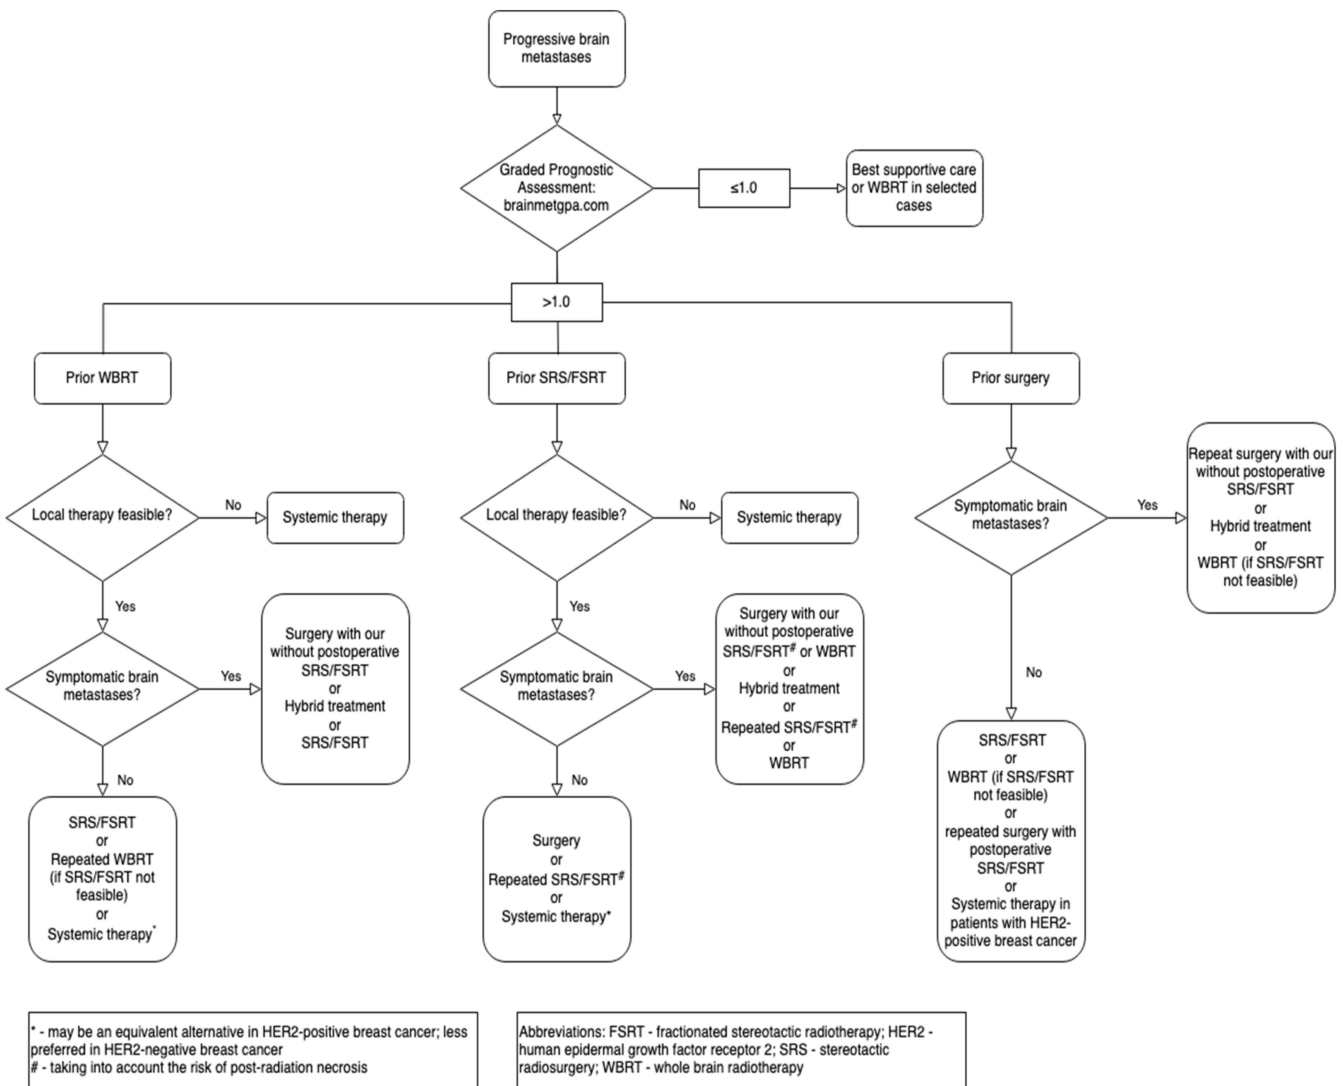 Progressive brain
metastases
Graded Prognostic
Assessment:
brainmetgpa.com
≤1.0
Best supportive care
or WBRT in selected
cases
>1.0
Prior WBRT
Prior SRS/FSRT
Prior surgery
Local therapy feasible?
No
Systemic therapy
Local therapy feasible?
No
Systemic therapy
Symptomatic brain
metastases?
Yes
Repeat surgery with our
without postoperative
SRS/FSRT
or
Hybrid treatment
or
WBRT (if SRS/FSRT
not feasible)
Yes
Symptomatic brain
metastases?
Yes
Surgery with our
without postoperative
SRS/FSRT
or
Hybrid treatment
or
SRS/FSRT
Yes
Symptomatic brain
metastases?
Yes
Surgery with our
without postoperative
SRS/FSRT# or WBRT
or
Hybrid treatment
or
Repeated SRS/FSRT#
or
WBRT
No
No
No
SRS/FSRT
or
Repeated WBRT
(if SRS/FSRT not
feasible)
or
Systemic therapy*
Surgery
or
Repeated SRS/FSRT#
or
Systemic therapy*
SRS/FSRT
or
WBRT (if SRS/FSRT
not feasible)
or
repeated surgery with
postoperative
SRS/FSRT
or
Systemic therapy in
patients with HER2-
positive breast cancer
* - may be an equivalent alternative in HER2-positive breast cancer; less
preferred in HER2-negative breast cancer
# - taking into account the risk of post-radiation necrosis
Abbreviations: FSRT - fractionated stereotactic radiotherapy; HER2 -
human epidermal growth factor receptor 2; SRS - stereotactic
radiosurgery; WBRT - whole brain radiotherapy